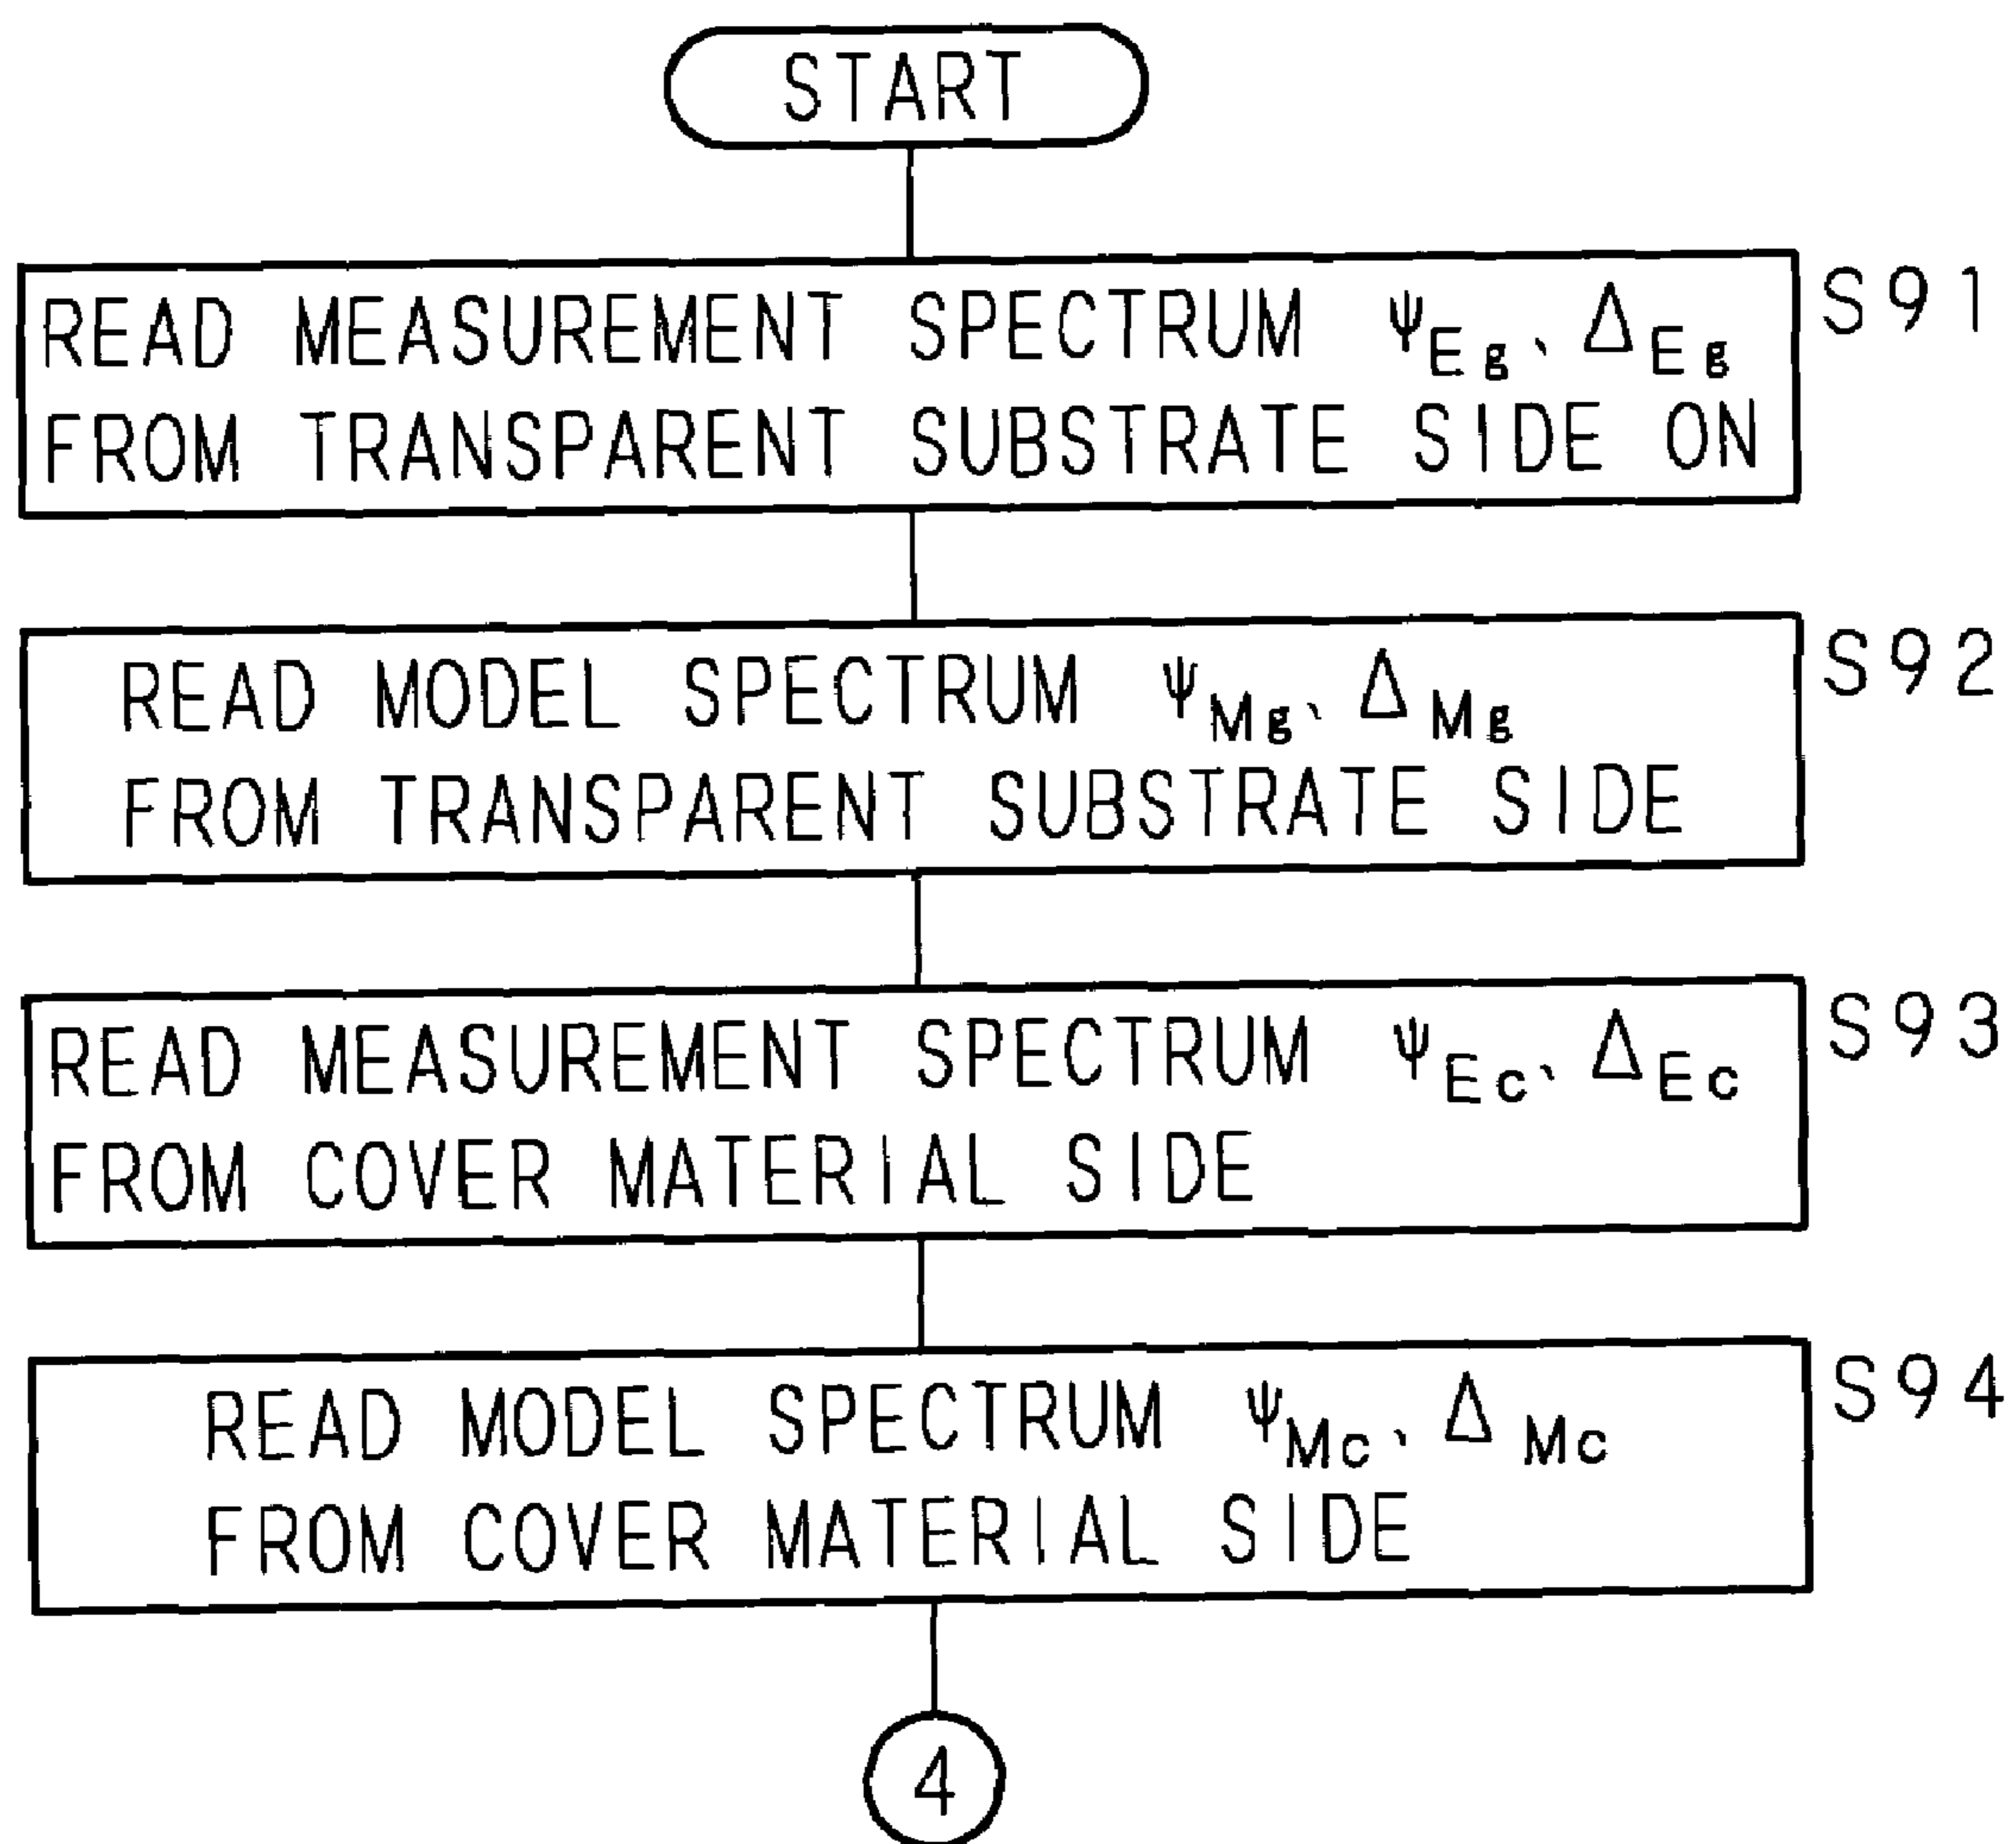 START
READ MEASUREMENT SPECTRUM ψEg、ΔEg
FROM TRANSPARENT SUBSTRATE SIDE ON
S91
READ MODEL SPECTRUM ψMg、ΔMg
FROM TRANSPARENT SUBSTRATE SIDE
S92
READ MEASUREMENT SPECTRUM ψEc、ΔEc
FROM COVER MATERIAL SIDE
S93
READ MODEL SPECTRUM ψMc、ΔMc
FROM COVER MATERIAL SIDE
S94
4